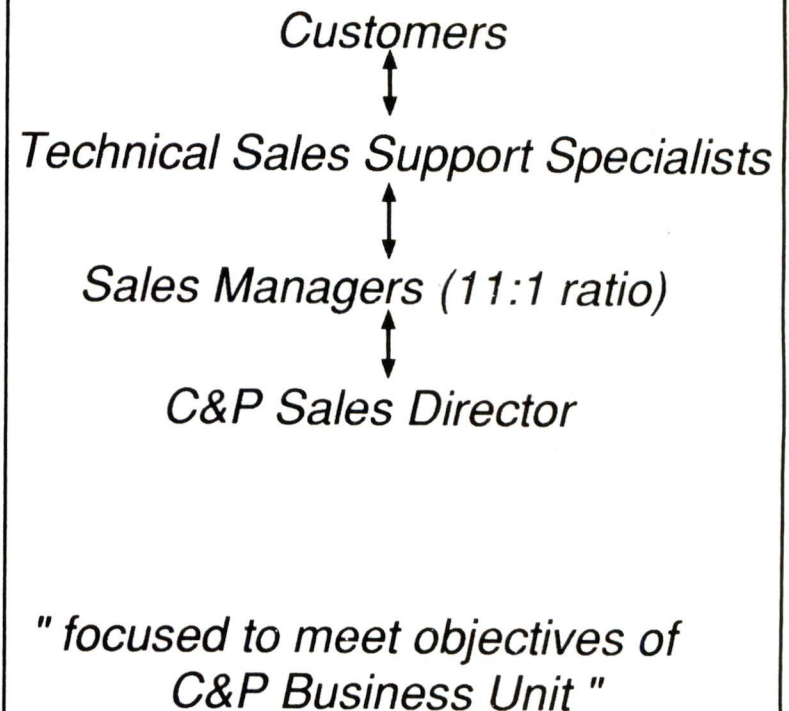 Customers
Technical Sales Support Specialists
Sales Managers (11:1 ratio)
C&P Sales Director
" focused to meet objectives of
C&P Business Unit "